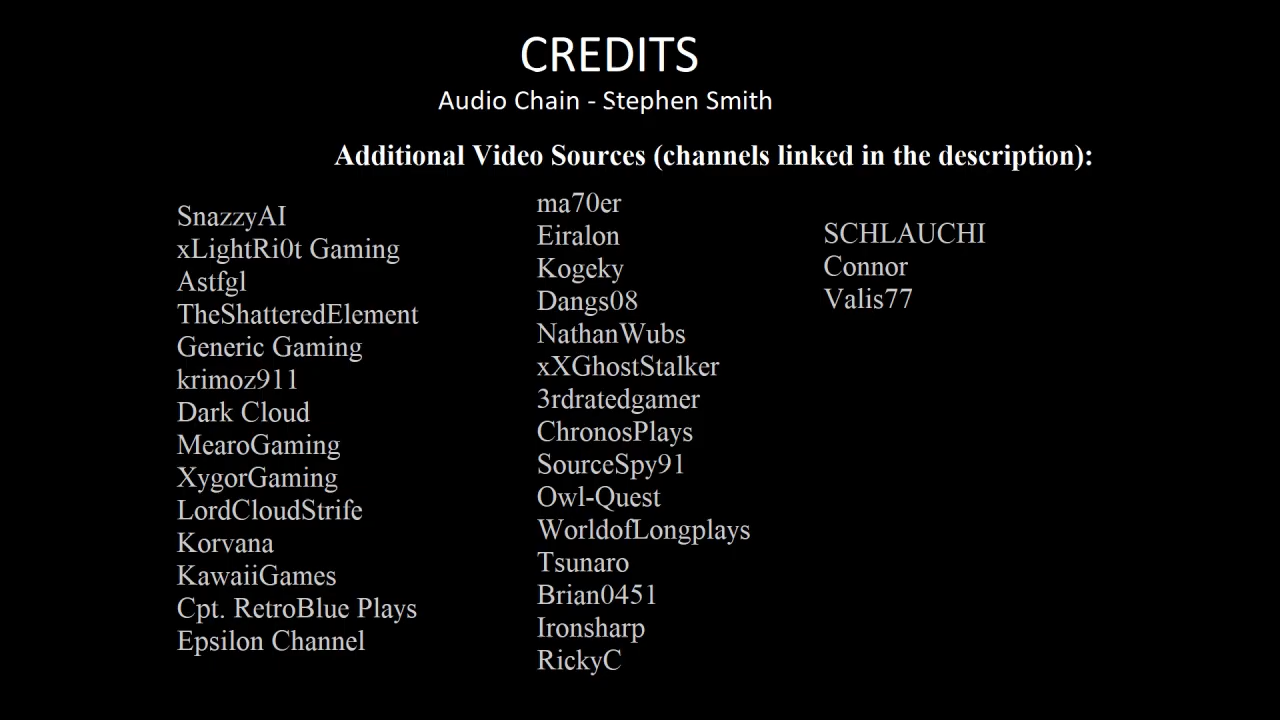 CREDITS
Audio Chain - Stephen Smith
Additional Video Sources (channels linked in the description):
SnazzyAI
xLightRi0t Gaming
Astfgl
TheShatteredElement
Generic Gaming
krimoz911
Dark Cloud
MearoGaming
XygorGaming
LordCloudStrife
Korvana
KawaiiGames
Cpt. RetroBlue Plays
Epsilon Channel
ma70er
Eiralon
Kogeky
Dangs08
NathanWubs
xXGhostStalker
3rdratedgamer
ChronosPlays
SourceSpy91
Owl-Quest
WorldofLongplays
Tsunaro
Brian0451
Ironsharp
RickyC
SCHLAUCHI
Connor
Valis77